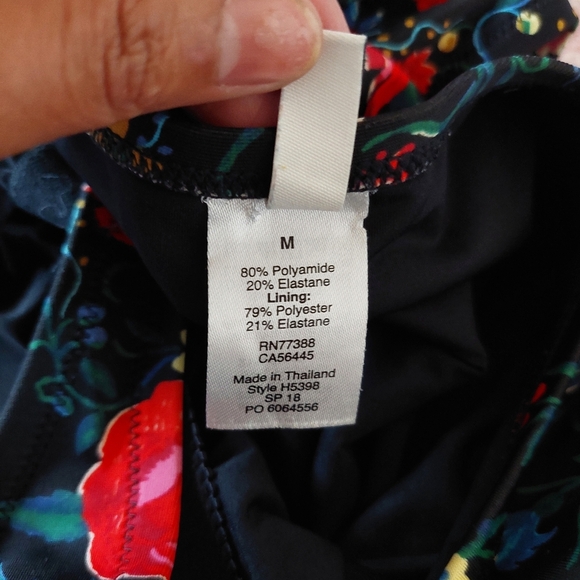 M
80% Polyamide
20% Elastane
Lining:
79% Polyester
21% Elastane
RN77388
CA56445
Made in Thailand
Style H5398
SP 18
PO 6064556